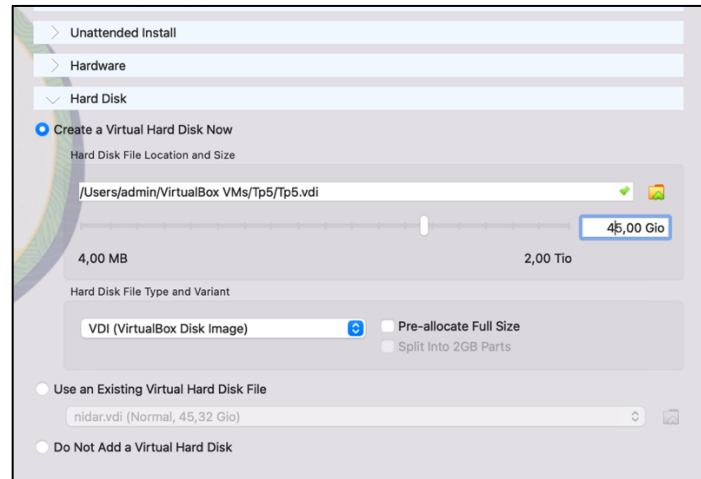 Unattended Install
Hardware
Hard Disk
Create a Virtual Hard Disk Now
Hard Disk File Location and Size
/Users/admin/VirtualBox VMs/Tp5/Tp5.vdi
45,00 Gio
4,00 MB 2,00 Tio
Hard Disk File Type and Variant
VDI (VirtualBox Disk Image) Pre-allocate Full Size
Split Into 2GB Parts
Use an Existing Virtual Hard Disk File
nidar.vdi (Normal, 45,32 Gio)
Do Not Add a Virtual Hard Disk